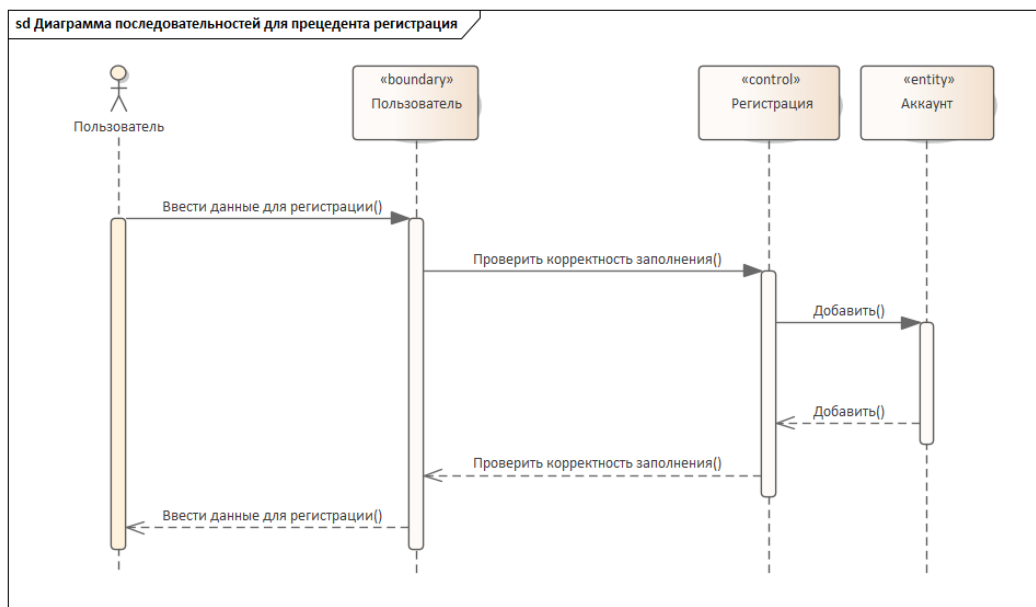 sd Диаграмма последовательностей для прецедента регистрация
«boundary»
Пользователь
«control»
Регистрация
«entity»
Аккаунт
Пользователь
Ввести данные для регистрации()
Проверить корректность заполнения()
Добавить()
Добавить()
Проверить корректность заполнения()
Ввести данные для регистрации()